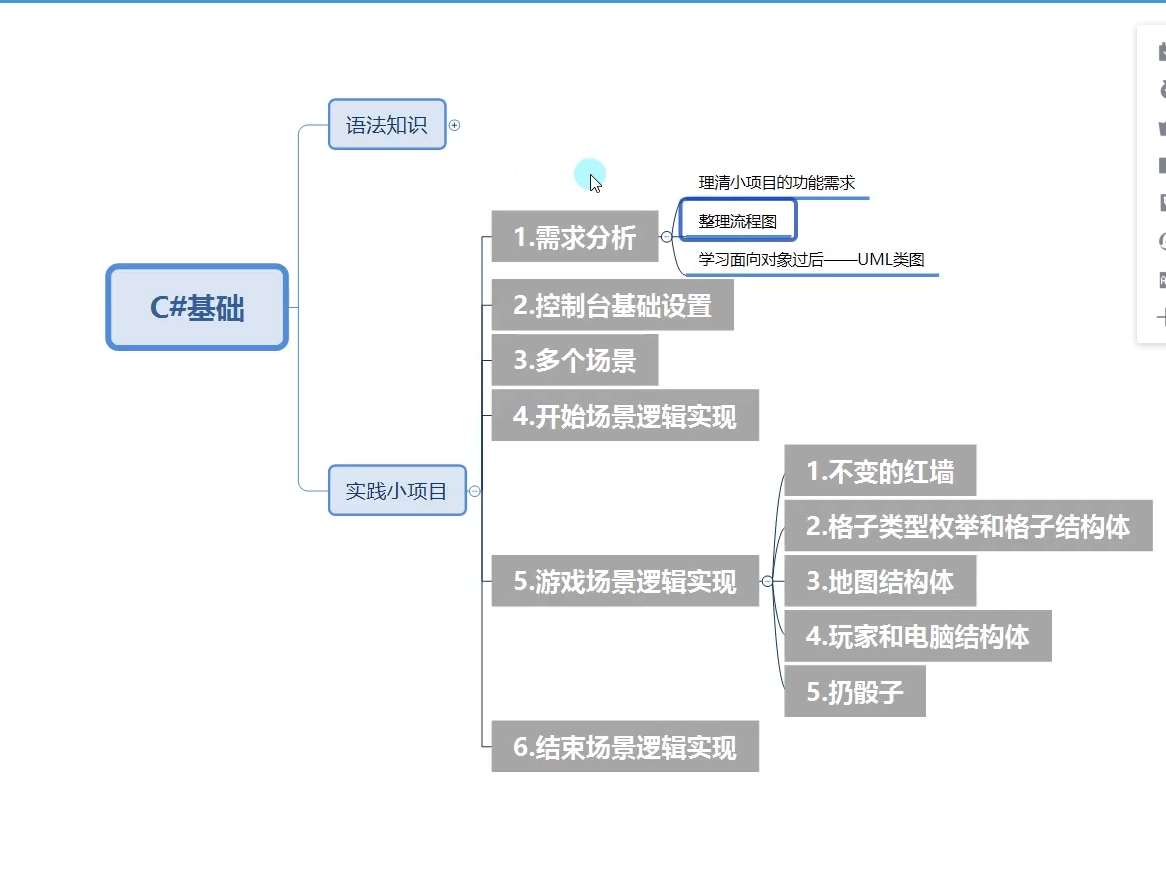 C#基础
语法知识
实践小项目
1.需求分析
理清小项目的功能需求
整理流程图
学习面向对象过后——UML类图
2.控制台基础设置
3.多个场景
4.开始场景逻辑实现
5.游戏场景逻辑实现
1.不变的红墙
2.格子类型枚举和格子结构体
3.地图结构体
4.玩家和电脑结构体
5.扔骰子
6.结束场景逻辑实现